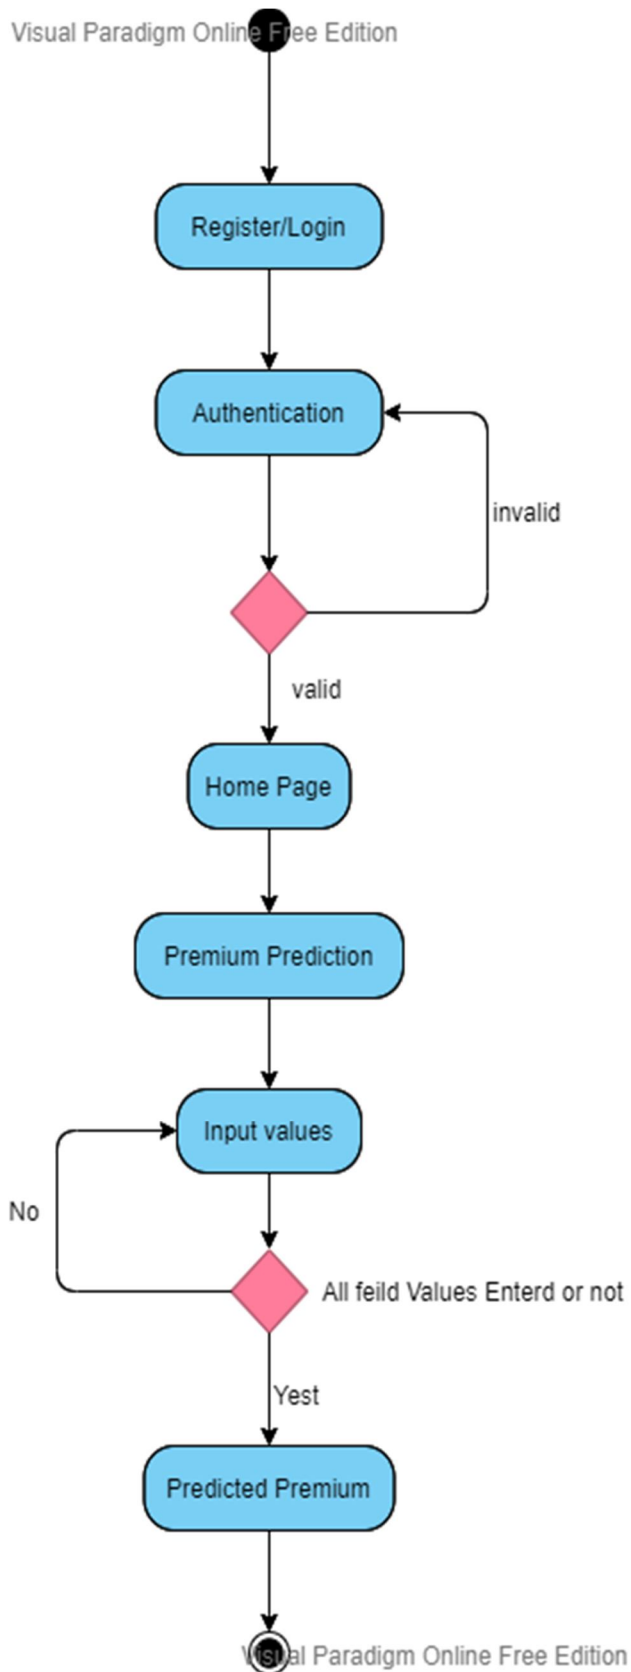 Visual Paradigm Online Free Edition
Register/Login
Authentication
invalid
valid
Home Page
Premium Prediction
Input values
No
All feild Values Enterd or not
Yest
Predicted Premium
Visual Paradigm Online Free Edition